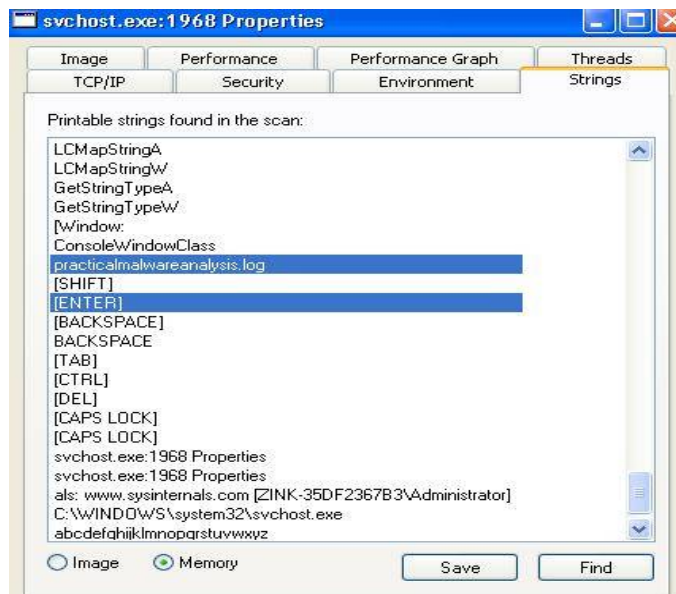 svchost.exe:1968 Properties
Image Performance Performance Graph Threads
TCP/IP Security Environment Strings
Printable strings found in the scan:
LCMapStringA
LCMapStringW
GetStringTypeA
GetStringTypeW
[Window:
ConsoleWindowClass
practicalmalwareanalysis.log
[SHIFT]
[ENTER]
[BACKSPACE]
BACKSPACE
[TAB]
[CTRL]
[DEL]
[CAPS LOCK]
[CAPS LOCK]
svchost.exe:1968 Properties
svchost.exe:1968 Properties
als: www.sysinternals.com [ZINK-35DF2367B3\Administrator]
C:\WINDOWS\system32\svchost.exe
abcdefghijklmnopqrstuvwxyz
Image Memory Save Find